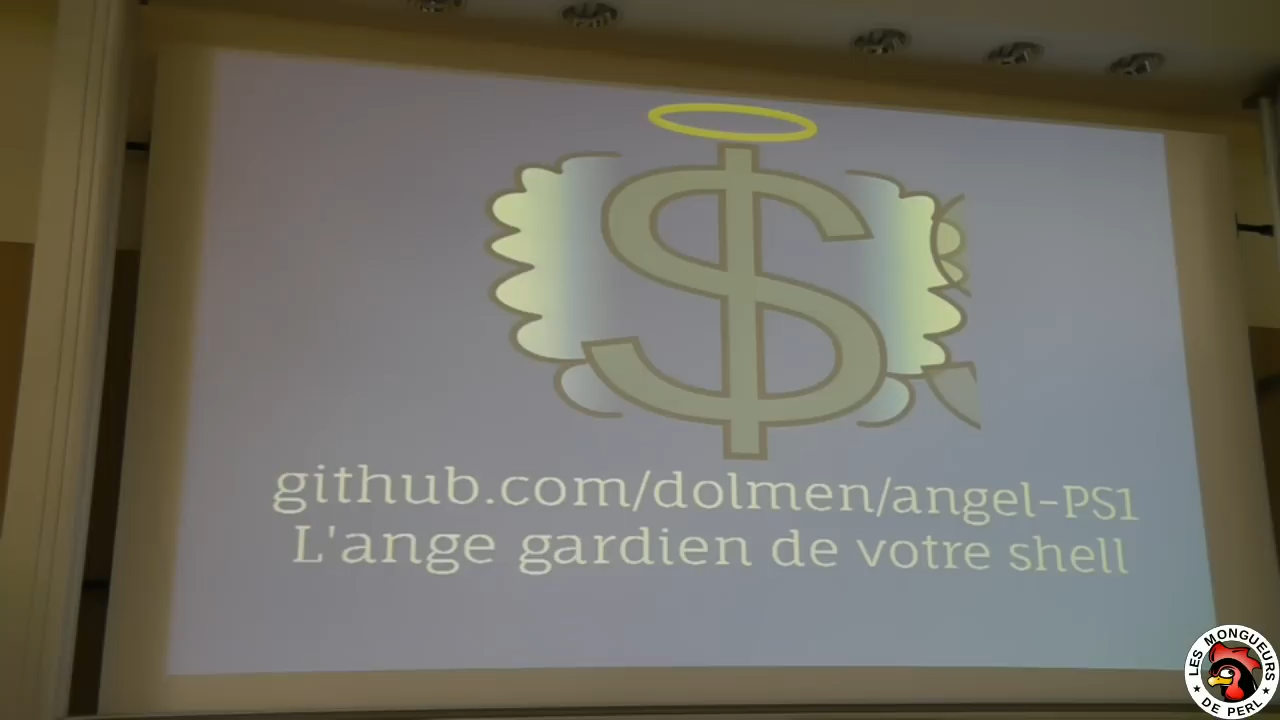 $
github.com/dolmen/angel-PS1
L'ange gardien de votre shell
LES MONGUEURS
★ DE PERL ★